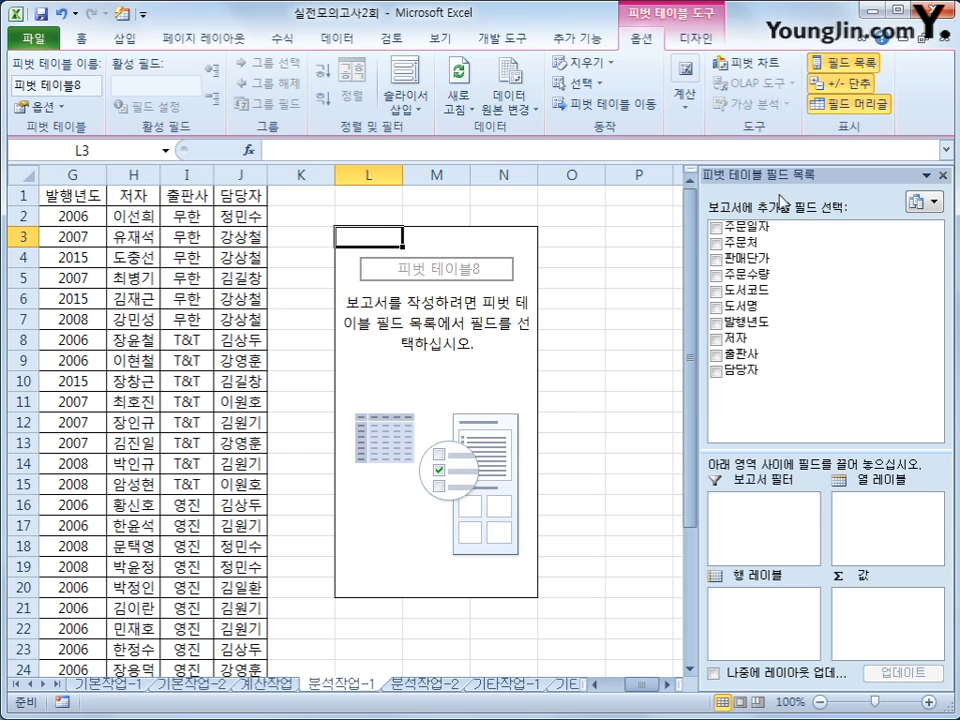 실전모의고사2회 - Microsoft Excel
피벗 테이블 도구
YoungJin.com Y.
파일 홈 삽입 페이지 레이아웃 수식 데이터 검토 보기 개발 도구 추가 기능 옵션 디자인
피벗 테이블 이름: 활성 필드: 그룹 선택 지우기 피벗 차트 필드 목록
피벗 테이블8 그룹 해제 선택 OLAP 도구 +/- 단추
옵션 필드 설정 그룹 필드 정렬 슬라이서 삽입 새로 고침 데이터 원본 변경 피벗 테이블 이동 계산 가상 분석 필드 머리글
피벗 테이블 활성 필드 그룹 정렬 및 필터 데이터 동작 도구 표시
L3 fx
G H I J K L M N O P
1 발행년도 저자 출판사 담당자
2 2006 이선희 무한 정민수
3 2007 유재석 무한 강상철
4 2015 도충선 무한 강상철
5 2007 최병기 무한 김길창
6 2015 김재근 무한 강상철
7 2008 강민성 무한 강상철
8 2006 장윤철 T&T 김상두
9 2006 이현철 T&T 강영훈
10 2015 장창근 T&T 김길창
11 2007 최호진 T&T 이원호
12 2007 장인규 T&T 김원기
13 2007 김진일 T&T 강영훈
14 2008 박인규 T&T 김원기
15 2008 암성현 T&T 이원호
16 2006 황신호 영진 김상두
17 2006 한윤석 영진 김원기
18 2008 문택영 영진 정민수
19 2008 박윤정 영진 정민수
20 2006 박정인 영진 김일환
21 2006 김이란 영진 김원기
22 2006 민재호 영진 김원기
23 2006 한정수 영진 김상두
24 2006 장용덕 영진 강영훈
피벗 테이블8
보고서를 작성하려면 피벗 테
이블 필드 목록에서 필드를 선
택하십시오.
피벗 테이블 필드 목록
보고서에 추가할 필드 선택:
주문일자
주문처
판매단가
주문수량
도서코드
도서명
발행년도
저자
출판사
담당자
아래 영역 사이에 필드를 끌어 놓으십시오.
보고서 필터 열 레이블
행 레이블 Σ 값
나중에 레이아웃 업데... 업데이트
기본작업-1 기본작업-2 계산작업 분석작업-1 분석작업-2 기타작업-1 기트
준비 100%